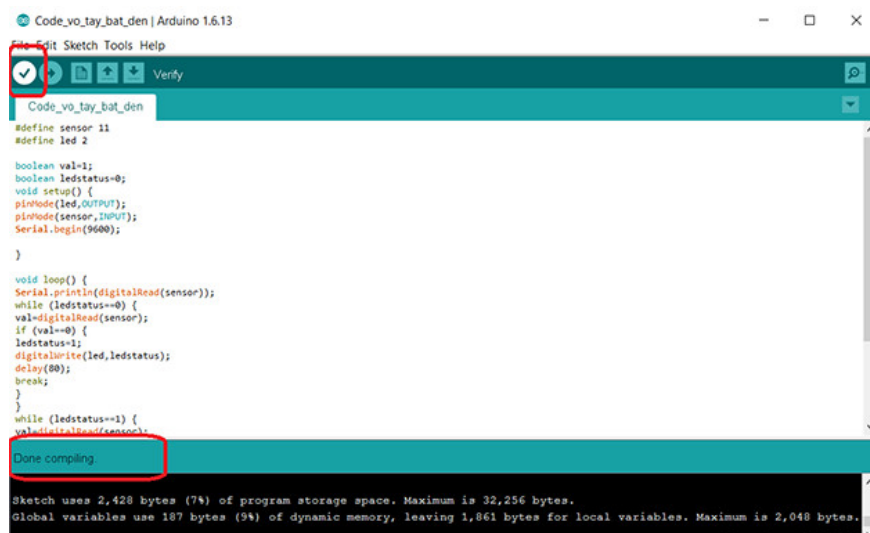 Code_vo_tay_bat_den | Arduino 1.6.13
File Edit Sketch Tools Help
Verify
Code_vo_tay_bat_den
#define sensor 11
#define led 2
boolean val=1;
boolean ledstatus=0;
void setup() {
pinMode(led,OUTPUT);
pinMode(sensor,INPUT);
Serial.begin(9600);
}
void loop() {
Serial.println(digitalRead(sensor));
while (ledstatus==0) {
val=digitalRead(sensor);
if (val==0) {
ledstatus=1;
digitalWrite(led,ledstatus);
delay(80);
break;
}
}
while (ledstatus==1) {
val=digitalRead(sensor);
Done compiling.
Sketch uses 2,428 bytes (7%) of program storage space. Maximum is 32,256 bytes.
Global variables use 187 bytes (9%) of dynamic memory, leaving 1,861 bytes for local variables. Maximum is 2,048 bytes.